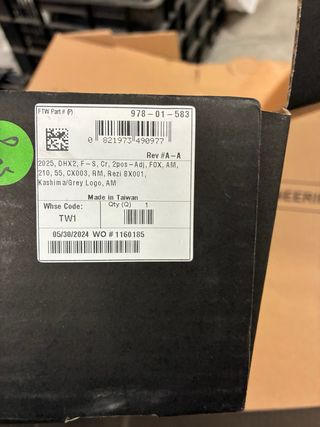 FTW Part # (P)
978-01-583
0 821973 490977
Rev #A-A
2025, DHX2, F-S, Cr, 2pos-Adj, FOX, AM,
210, 55, CX003, RM, Rezi 8X001,
Kashima/Grey Logo, AM
Made in Taiwan
Whse Code:
TW1
Qty (Q) 1
05/30/2024 WO # 1160185